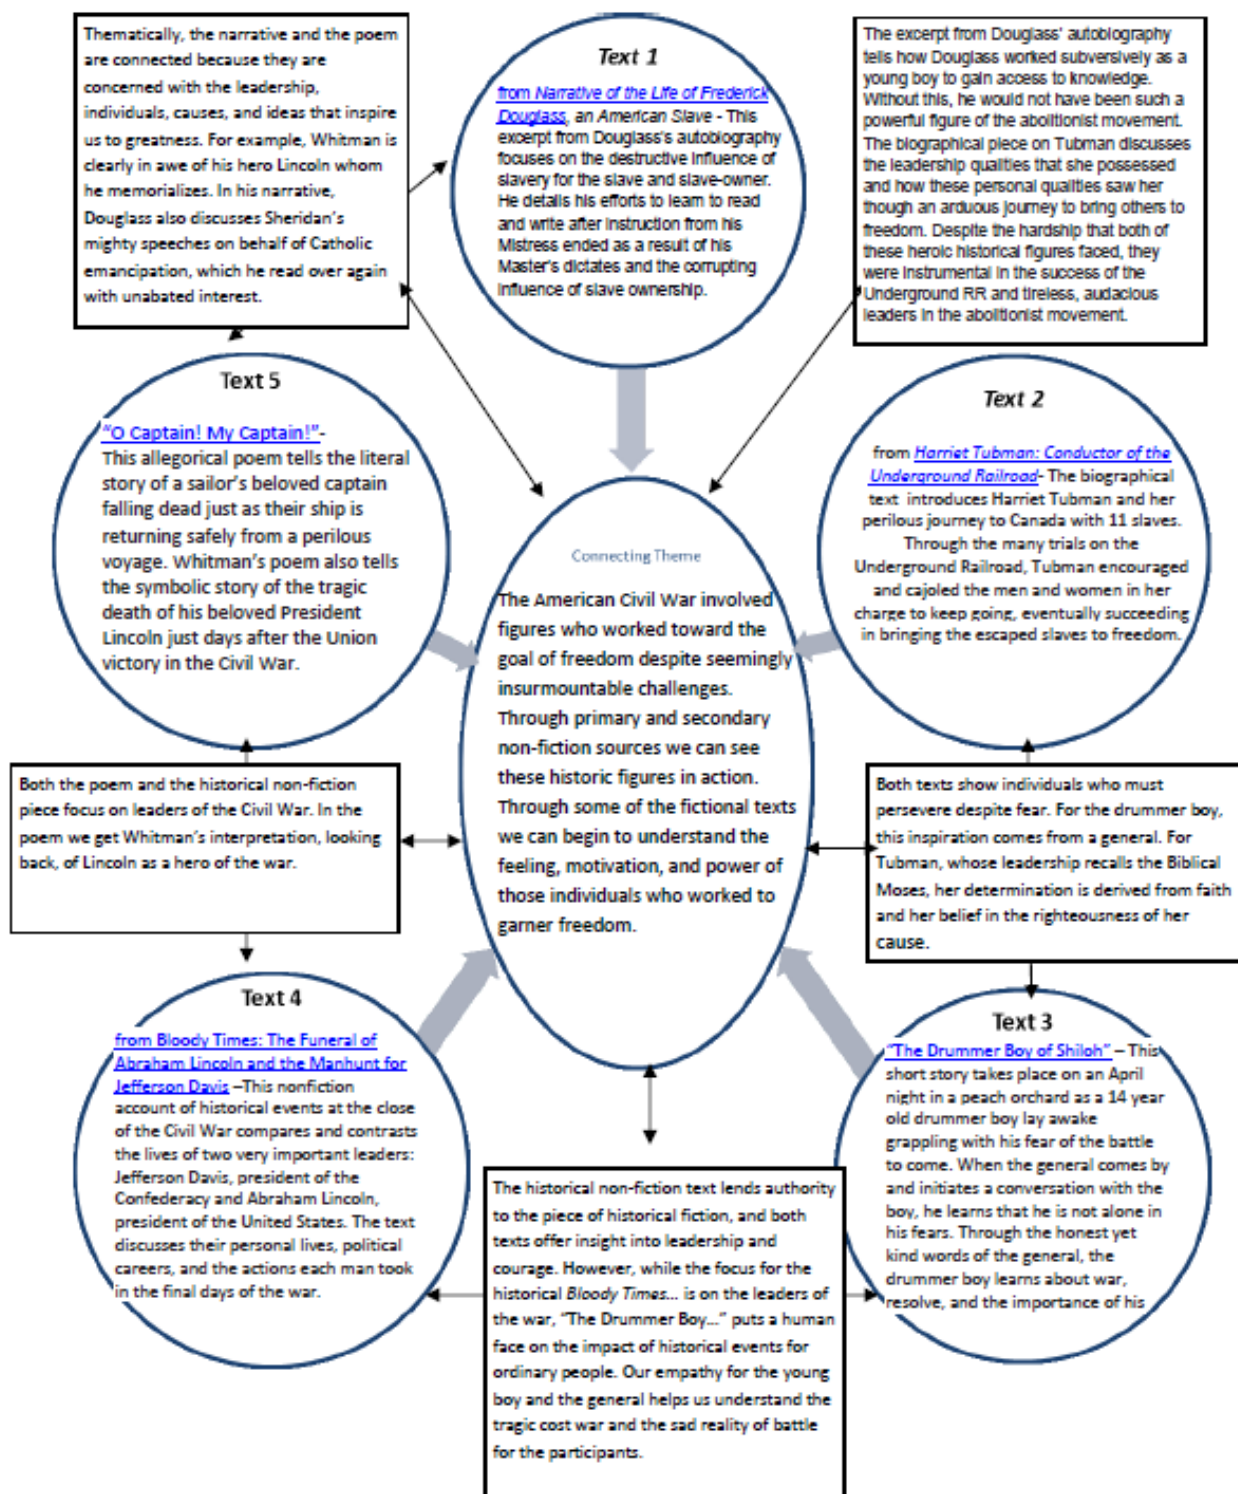 Thematically, the narrative and the poem
are connected because they are
concerned with the leadership,
individuals, causes, and ideas that inspire
us to greatness. For example, Whitman is
clearly in awe of his hero Lincoln whom
he memorializes. In his narrative,
Douglass also discusses Sheridan's
mighty speeches on behalf of Catholic
emancipation, which he read over again
with unabated interest.
Text 1
from Narrative of the Life of Frederick
Douglass, an American Slave - This
excerpt from Douglass's autobiography
focuses on the destructive influence of
slavery for the slave and slave-owner.
He details his efforts to learn to read
and write after instruction from his
Mistress ended as a result of his
Master's dictates and the corrupting
influence of slave ownership.
The excerpt from Douglass' autobiography
tells how Douglass worked subversively as a
young boy to gain access to knowledge.
Without this, he would not have been such a
powerful figure of the abolitionist movement.
The biographical piece on Tubman discusses
the leadership qualities that she possessed
and how these personal qualities saw her
though an arduous journey to bring others to
freedom. Despite the hardship that both of
these heroic historical figures faced, they
were instrumental in the success of the
Underground RR and tireless, audacious
leaders in the abolitionist movement.
Text 5
"O Captain! My Captain!"-
This allegorical poem tells the literal
story of a sailor's beloved captain
falling dead just as their ship is
returning safely from a perilous
voyage. Whitman's poem also tells
the symbolic story of the tragic
death of his beloved President
Lincoln just days after the Union
victory in the Civil War.
Text 2
from Harriet Tubman: Conductor of the
Underground Railroad- The biographical
text introduces Harriet Tubman and her
perilous journey to Canada with 11 slaves.
Through the many trials on the
Underground Railroad, Tubman encouraged
and cajoled the men and women in her
charge to keep going, eventually succeeding
in bringing the escaped slaves to freedom.
Connecting Theme
The American Civil War involved
figures who worked toward the
goal of freedom despite seemingly
insurmountable challenges.
Through primary and secondary
non-fiction sources we can see
these historic figures in action.
Through some of the fictional texts
we can begin to understand the
feeling, motivation, and power of
those individuals who worked to
garner freedom.
Both the poem and the historical non-fiction
piece focus on leaders of the Civil War. In the
poem we get Whitman's interpretation, looking
back, of Lincoln as a hero of the war.
Both texts show individuals who must
persevere despite fear. For the drummer boy,
this inspiration comes from a general. For
Tubman, whose leadership recalls the Biblical
Moses, her determination is derived from faith
and her belief in the righteousness of her
cause.
Text 4
from Bloody Times: The Funeral of
Abraham Lincoln and the Manhunt for
Jefferson Davis –This nonfiction
account of historical events at the close
of the Civil War compares and contrasts
the lives of two very important leaders:
Jefferson Davis, president of the
Confederacy and Abraham Lincoln,
president of the United States. The text
discusses their personal lives, political
careers, and the actions each man took
in the final days of the war.
Text 3
"The Drummer Boy of Shiloh" – This
short story takes place on an April
night in a peach orchard as a 14 year
old drummer boy lay awake
grappling with his fear of the battle
to come. When the general comes by
and initiates a conversation with the
boy, he learns that he is not alone in
his fears. Through the honest yet
kind words of the general, the
drummer boy learns about war,
resolve, and the importance of his
The historical non-fiction text lends authority
to the piece of historical fiction, and both
texts offer insight into leadership and
courage. However, while the focus for the
historical Bloody Times... is on the leaders of
the war, "The Drummer Boy..." puts a human
face on the impact of historical events for
ordinary people. Our empathy for the young
boy and the general helps us understand the
tragic cost war and the sad reality of battle
for the participants.